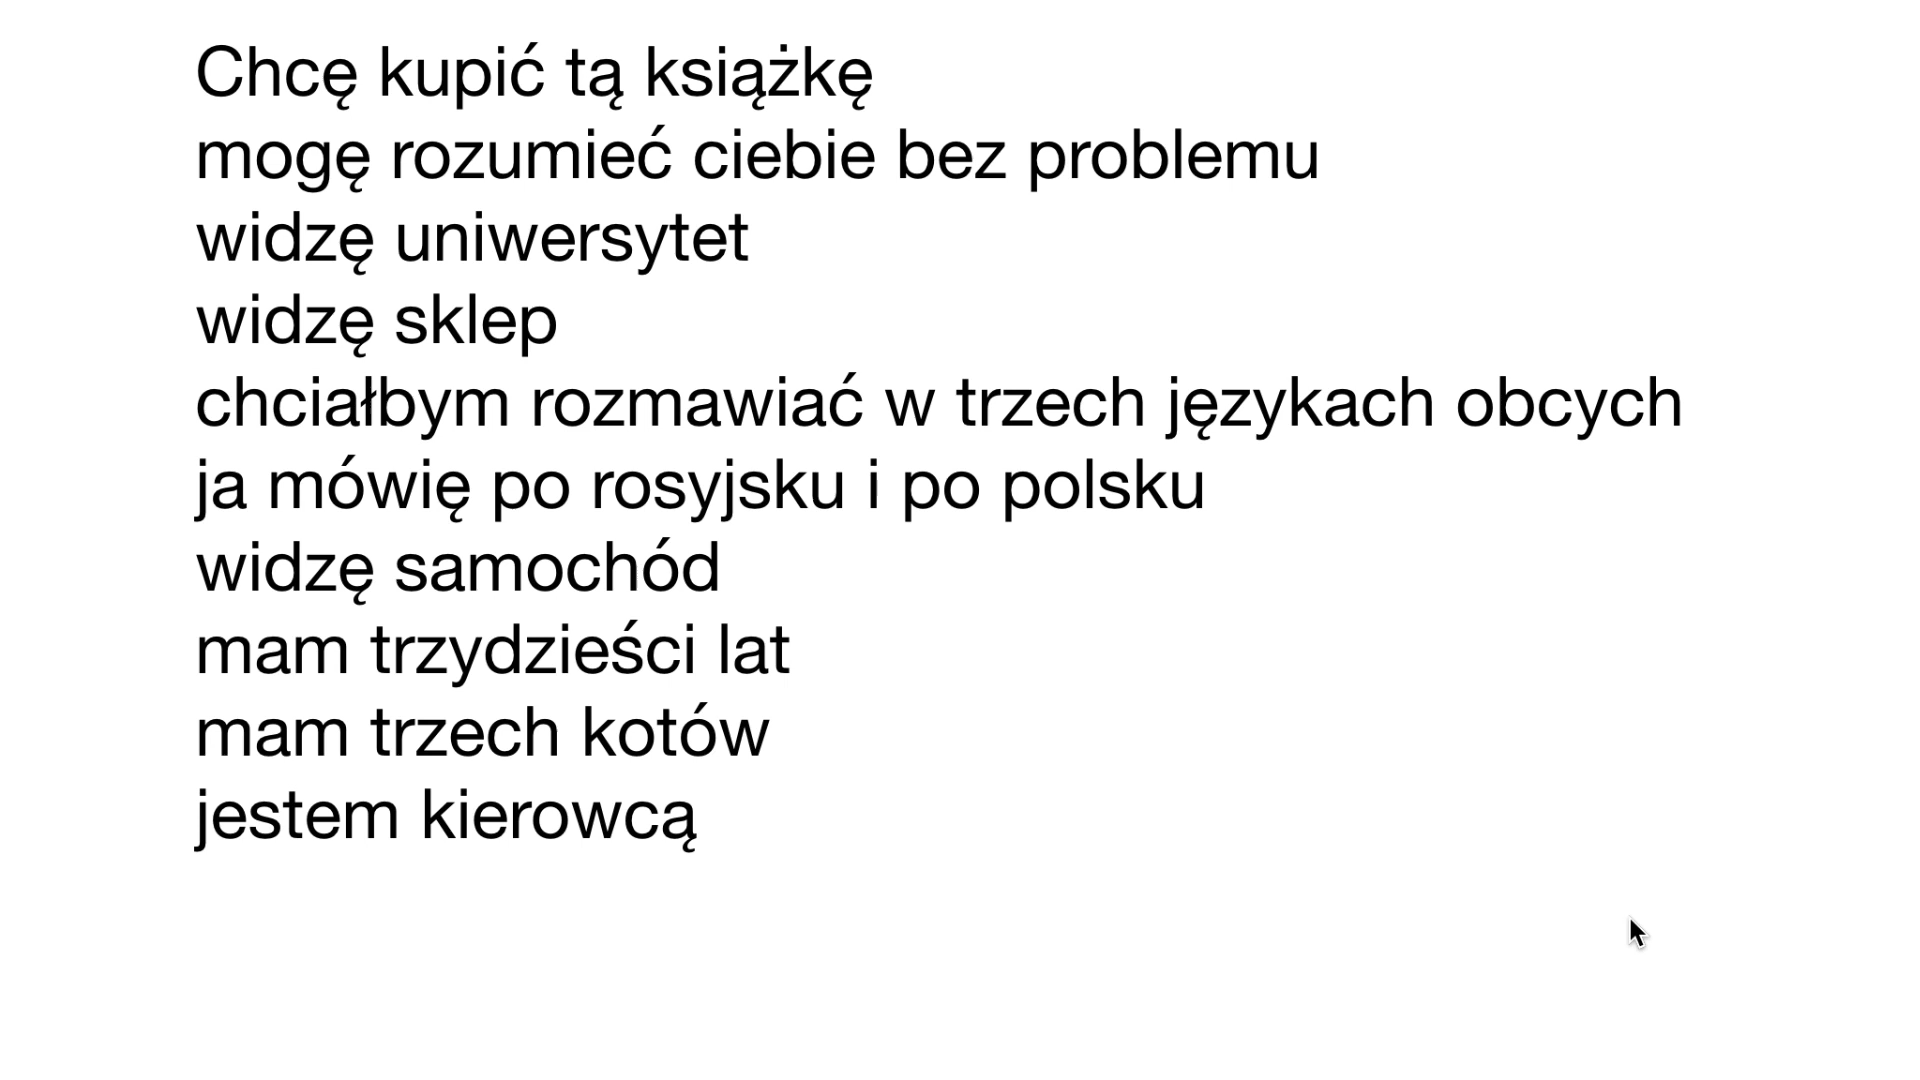 Chcę kupić tą książkę
mogę rozumieć ciebie bez problemu
widzę uniwersytet
widzę sklep
chciałbym rozmawiać w trzech językach obcych
ja mówię po rosyjsku i po polsku
widzę samochód
mam trzydzieści lat
mam trzech kotów
jestem kierowcą